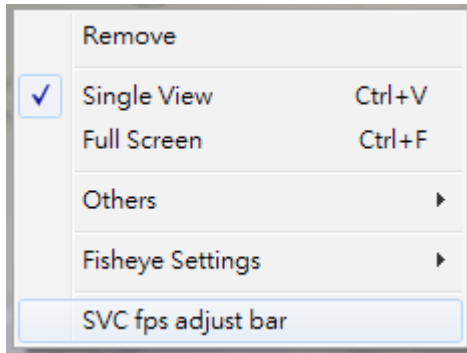 Remove
Single View Ctrl+V
Full Screen Ctrl+F
Others
Fisheye Settings
SVC fps adjust bar